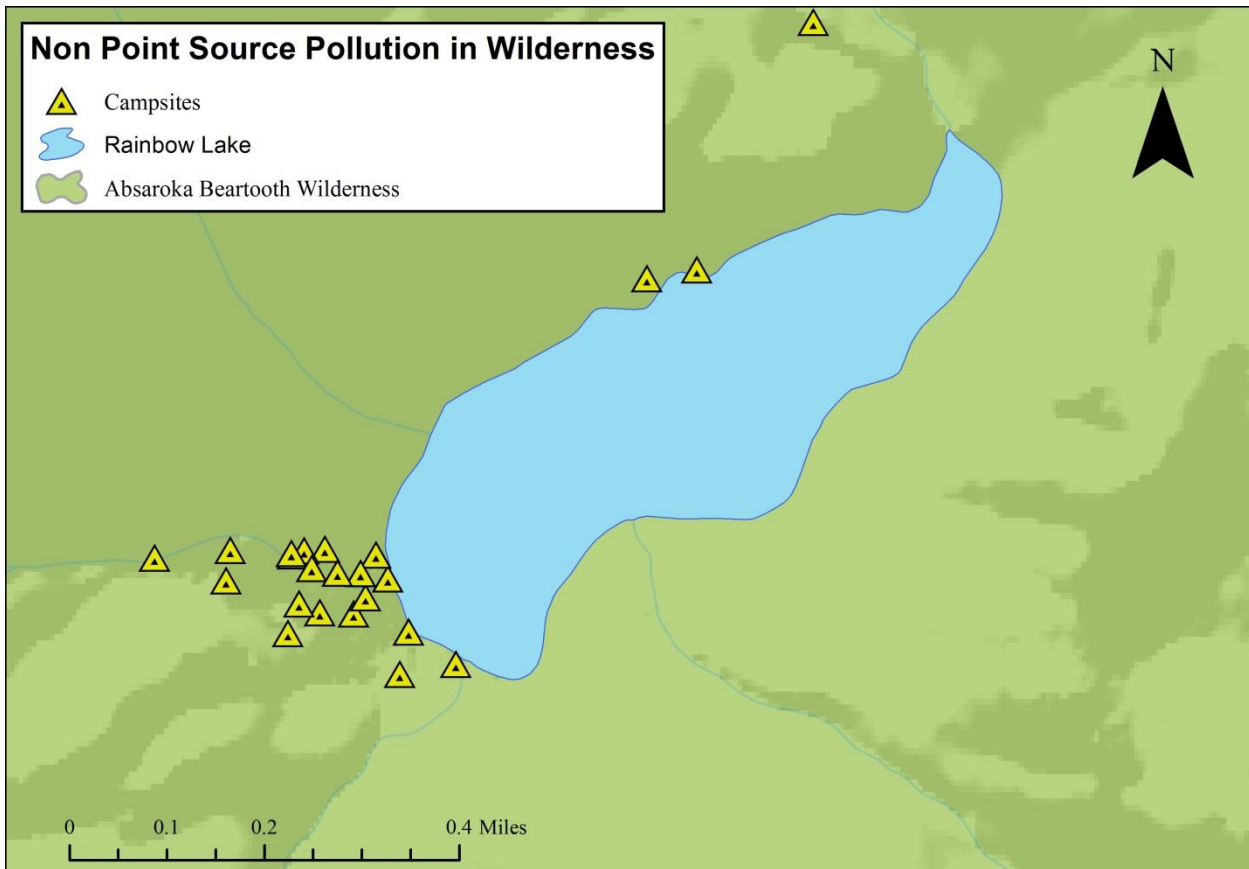 Non Point Source Pollution in Wilderness
Campsites
Rainbow Lake
Absaroka Beartooth Wilderness
N
0 0.1 0.2 0.4 Miles